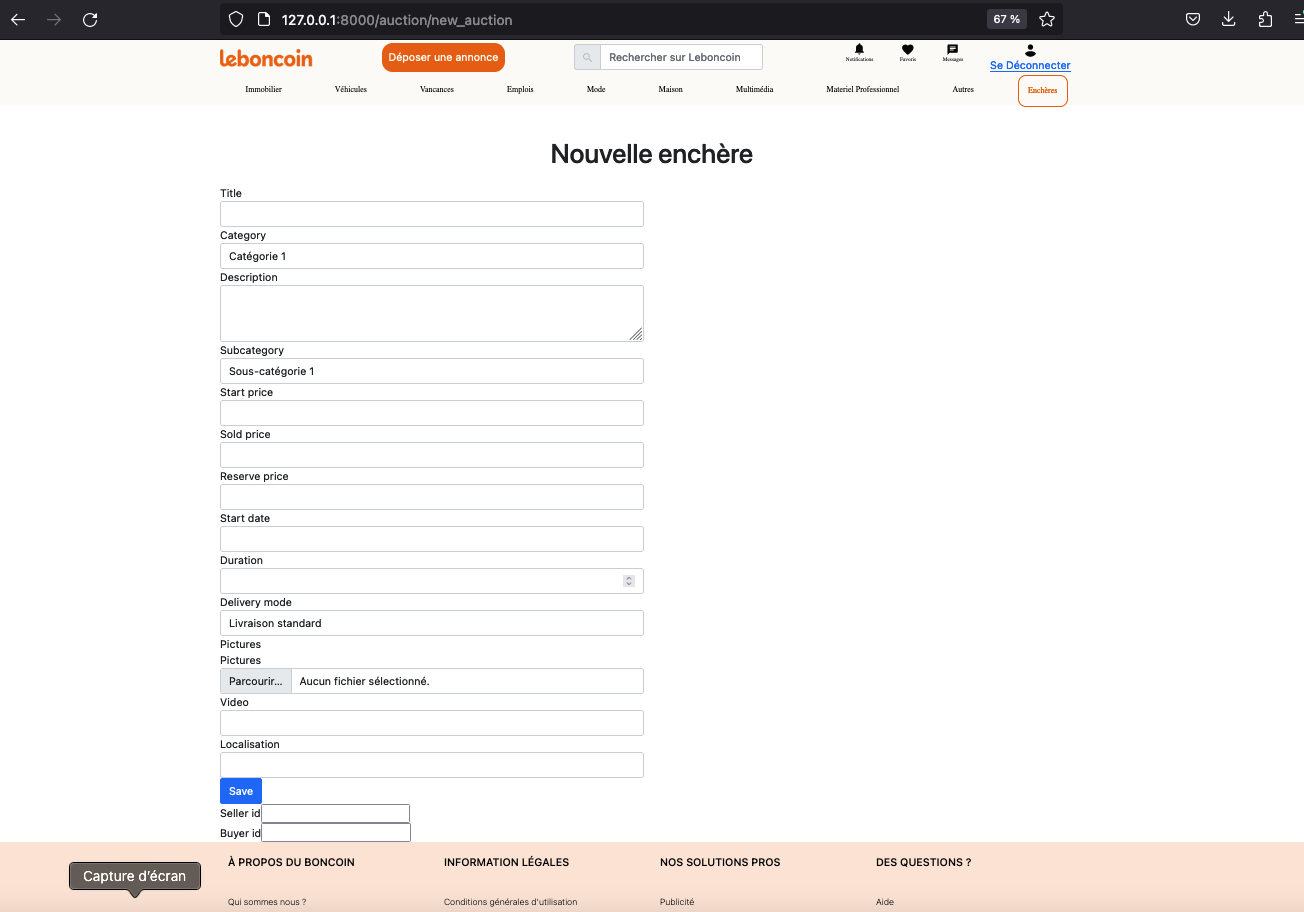 127.0.0.1:8000/auction/new_auction
67 %
leboncoin
Déposer une annonce
Rechercher sur Leboncoin
Notifications
Favoris
Messages
Se Déconnecter
Immobilier
Véhicules
Vancances
Emplois
Mode
Maison
Multimédia
Materiel Professionnel
Autres
Enchères
Nouvelle enchère
Title
Category
Catégorie 1
Description
Subcategory
Sous-catégorie 1
Start price
Sold price
Reserve price
Start date
Duration
Delivery mode
Livraison standard
Pictures
Pictures
Parcourir... Aucun fichier sélectionné.
Video
Localisation
Save
Seller id
Buyer id
À PROPOS DU BONCOIN
INFORMATION LÉGALES
NOS SOLUTIONS PROS
DES QUESTIONS ?
Capture d'écran
Qui sommes nous ?
Conditions générales d'utilisation
Publicité
Aide